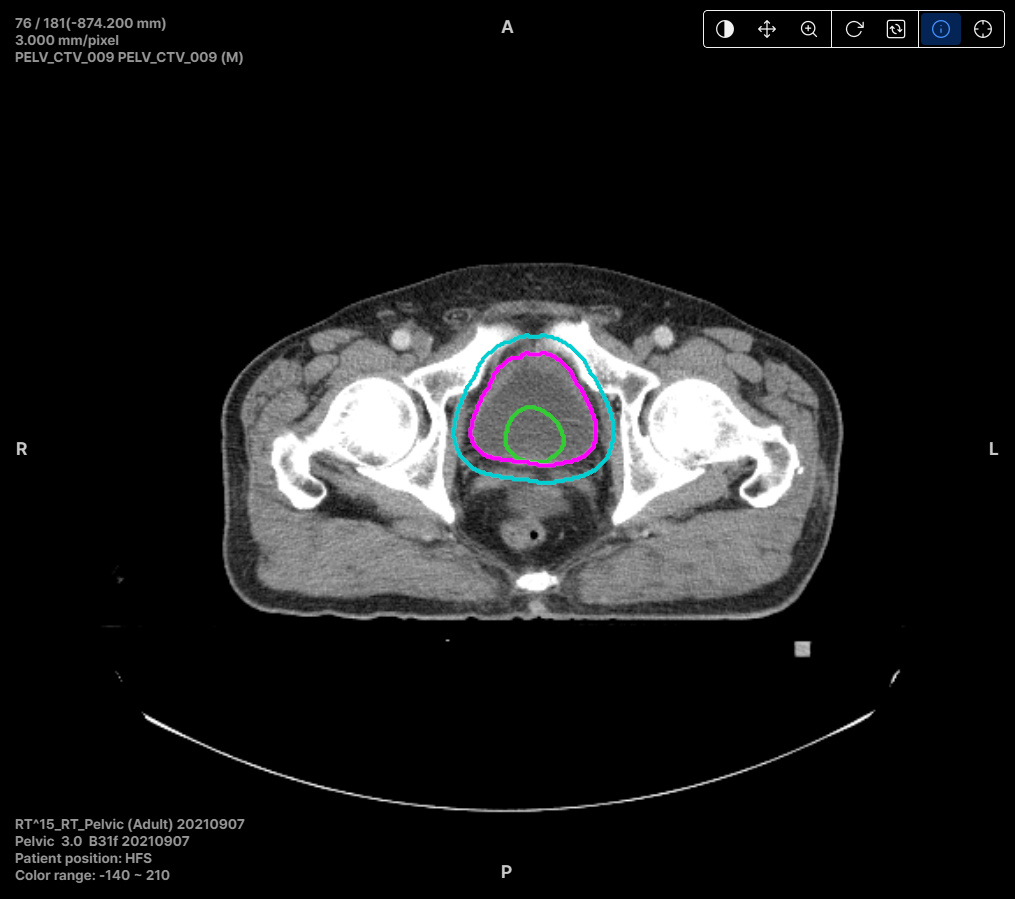 76 / 181(-874.200 mm)
3.000 mm/pixel
PELV_CTV_009 PELV_CTV_009 (M)
A
R
L
RT^15_RT_Pelvic (Adult) 20210907
Pelvic  3.0  B31f 20210907
Patient position: HFS
Color range: -140 ~ 210
P